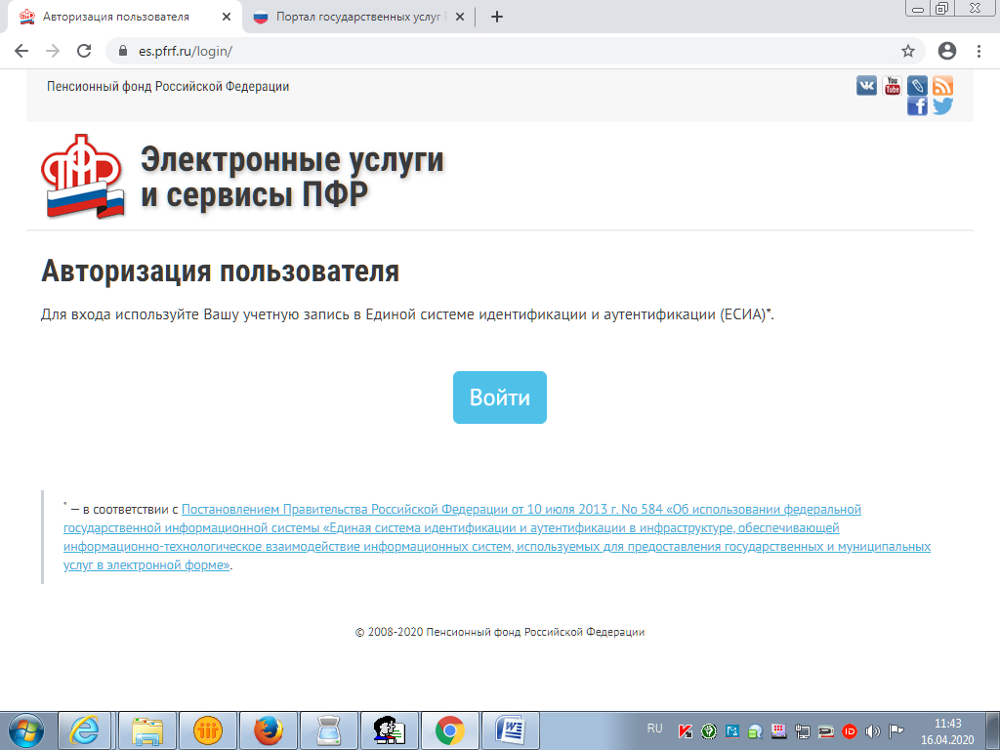 Авторизация пользователя
Портал государственных услуг
es.pfrf.ru/login/
Пенсионный фонд Российской Федерации
You
Tube
Электронные услуги
и сервисы ПФР
Авторизация пользователя
Для входа используйте Вашу учетную запись в Единой системе идентификации и аутентификации (ЕСИА)*.
Войти
* — в соответствии с Постановлением Правительства Российской Федерации от 10 июля 2013 г. No 584 «Об использовании федеральной
государственной информационной системы «Единая система идентификации и аутентификации в инфраструктуре, обеспечивающей
информационно-технологическое взаимодействие информационных систем, используемых для предоставления государственных и муниципальных
услуг в электронной форме».
© 2008-2020 Пенсионный фонд Российской Федерации
RU
11:43
16.04.2020